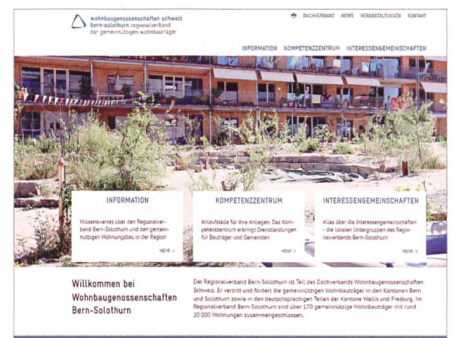 wohnbaugenossenschaften schweiz
bern-solothurn regionalverband
der gemeinnützigen wohnbauträger
DACHVERBAND NEWS VERANSTALTUNGEN KONTAKT
INFORMATION KOMPETENZZENTRUM INTERESSENGEMEINSCHAFTEN
INFORMATION
Wissenswertes über den Regionalver-
band Bern-Solothurn und den gemein-
nützigen Wohnungsbau in der Region
MEHR >
KOMPETENZZENTRUM
Anlaufstelle für Ihre Anliegen. Das Kom-
petenzzentrum erbringt Dienstleistungen
für Bauträger und Gemeinden
MEHR >
INTERESSENGEMEINSCHAFTEN
Alles über die Interessengemeinschaften
- die lokalen Untergruppen des Regio-
nalverbands Bern-Solothurn
MEHR >
Willkommen bei
Wohnbaugenossenschaften
Bern-Solothurn
Der Regionalverband Bern-Solothurn ist Teil des Dachverbands Wohnbaugenossenschaften
Schweiz. Er vertritt und fördert die gemeinnützigen Wohnbauträger in den Kantonen Bern
und Solothurn sowie in den deutschsprachigen Teilen der Kantone Wallis und Freiburg. Im
Regionalverband Bern-Solothurn sind über 170 gemeinnützige Wohnbauträger mit rund
20'000 Wohnungen zusammengeschlossen.